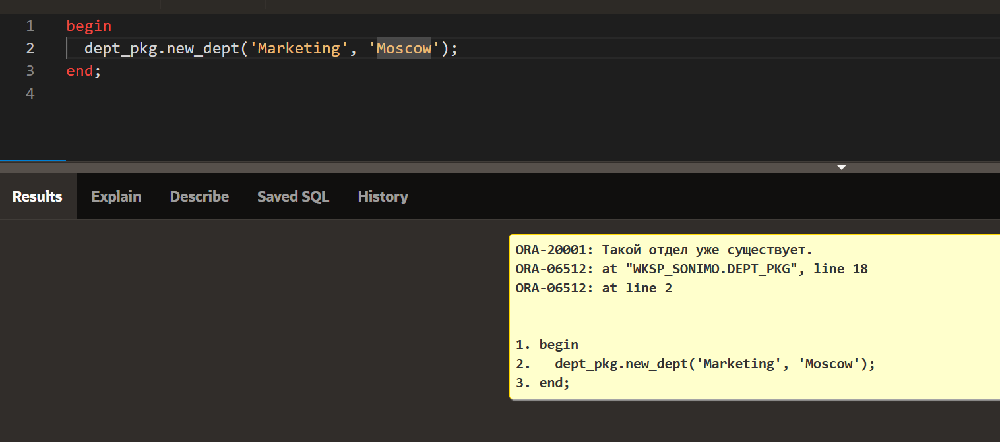 1 begin
2 dept_pkg.new_dept('Marketing', 'Moscow');
3 end;
4
Results Explain Describe Saved SQL History
ORA-20001: Такой отдел уже существует.
ORA-06512: at "WKSP_SONIMO.DEPT_PKG", line 18
ORA-06512: at line 2
1. begin
2. dept_pkg.new_dept('Marketing', 'Moscow');
3. end;